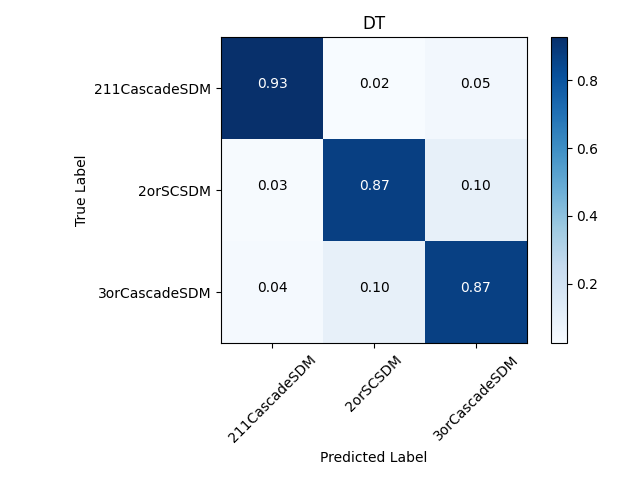 DT
True Label
211CascadeSDM
0.93 0.02 0.05
2orSCSDM
0.03 0.87 0.10
3orCascadeSDM
0.04 0.10 0.87
0.8
0.6
0.4
0.2
211CascadeSDM
2orSCSDM
3orCascadeSDM
Predicted Label